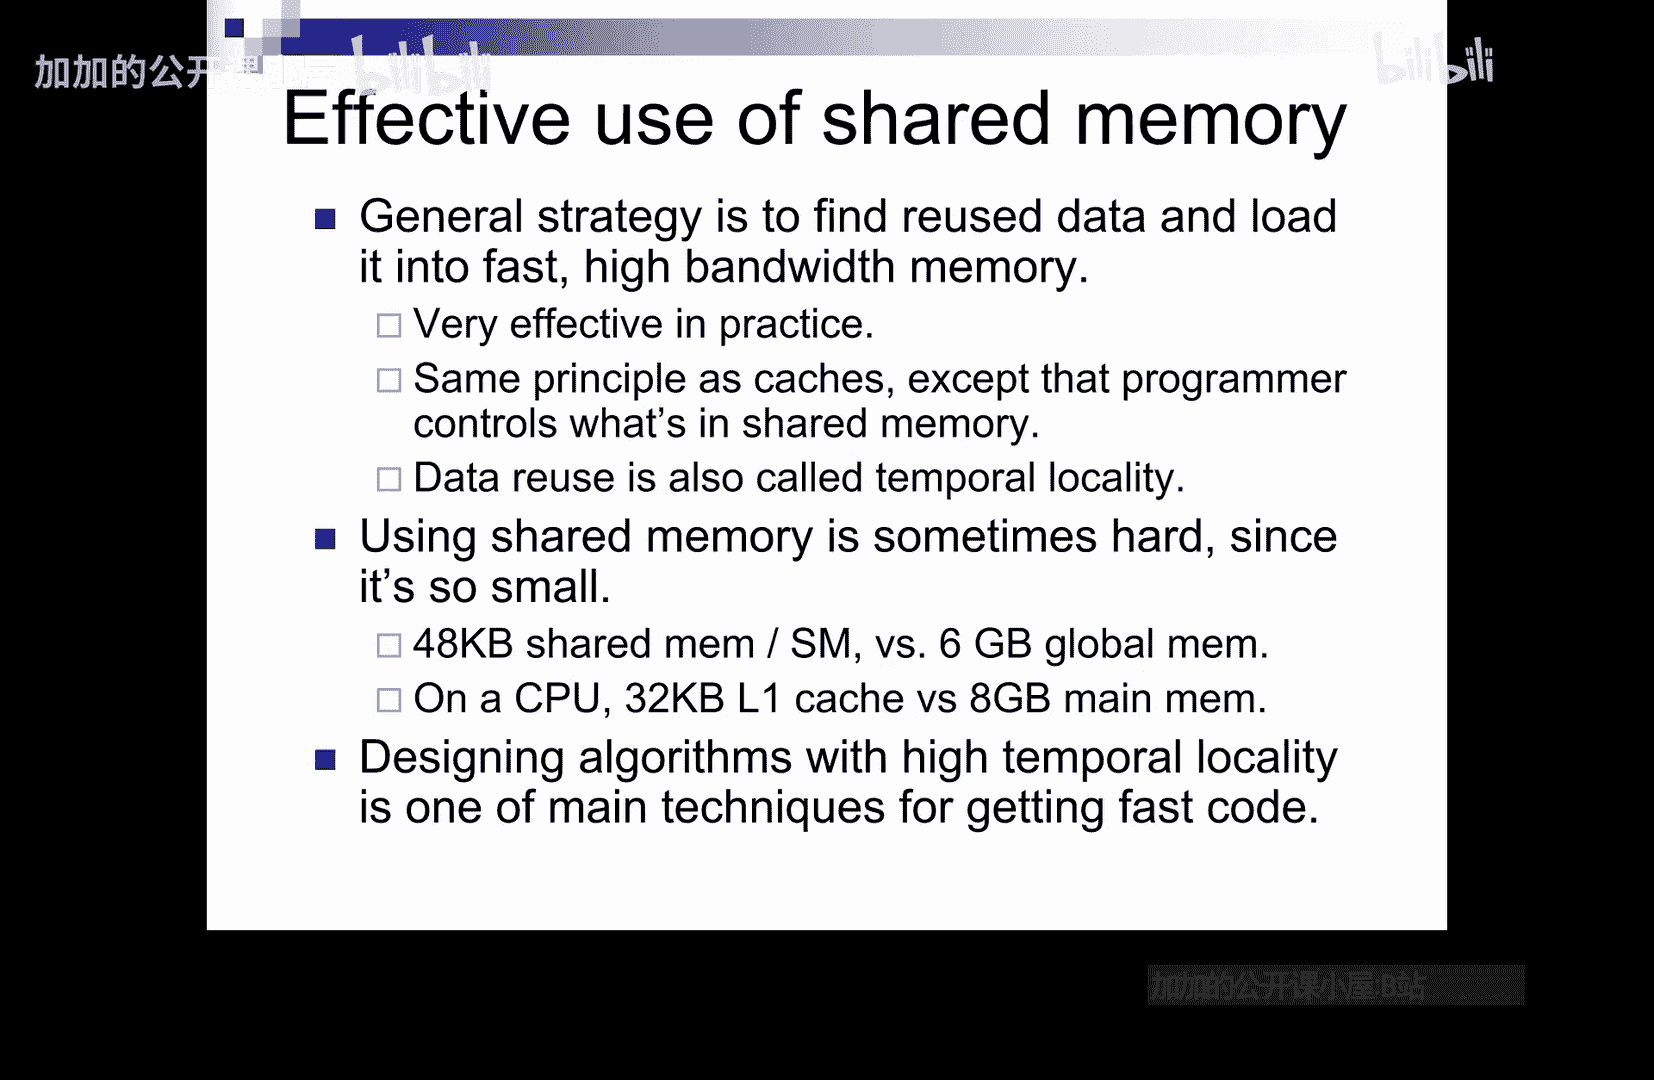 加加的公开课小屋
bilibili
bilibili
Effective use of shared memory
General strategy is to find reused data and load
it into fast, high bandwidth memory.
Very effective in practice.
Same principle as caches, except that programmer
controls what's in shared memory.
Data reuse is also called temporal locality.
Using shared memory is sometimes hard, since
it's so small.
48KB shared mem / SM, vs. 6 GB global mem.
On a CPU, 32KB L1 cache vs 8GB main mem.
Designing algorithms with high temporal locality
is one of main techniques for getting fast code.
加加的公开课小屋:B站